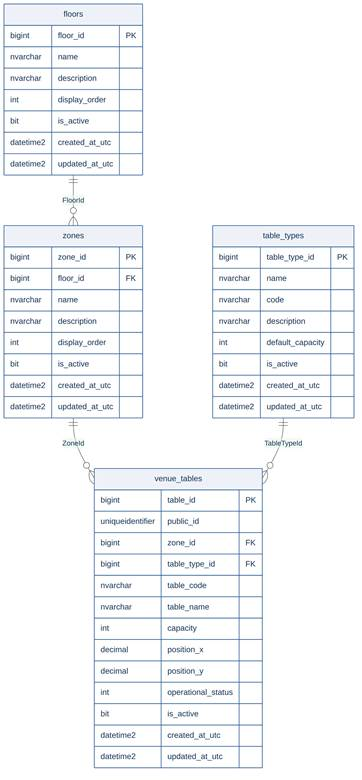 floors
bigint floor_id PK
nvarchar name
nvarchar description
int display_order
bit is_active
datetime2 created_at_utc
datetime2 updated_at_utc
FloorId
zones
bigint zone_id PK
bigint floor_id FK
nvarchar name
nvarchar description
int display_order
bit is_active
datetime2 created_at_utc
datetime2 updated_at_utc
table_types
bigint table_type_id PK
nvarchar name
nvarchar code
nvarchar description
int default_capacity
bit is_active
datetime2 created_at_utc
datetime2 updated_at_utc
ZoneId
TableTypeId
venue_tables
bigint table_id PK
uniqueidentifier public_id
bigint zone_id FK
bigint table_type_id FK
nvarchar table_code
nvarchar table_name
int capacity
decimal position_x
decimal position_y
int operational_status
bit is_active
datetime2 created_at_utc
datetime2 updated_at_utc